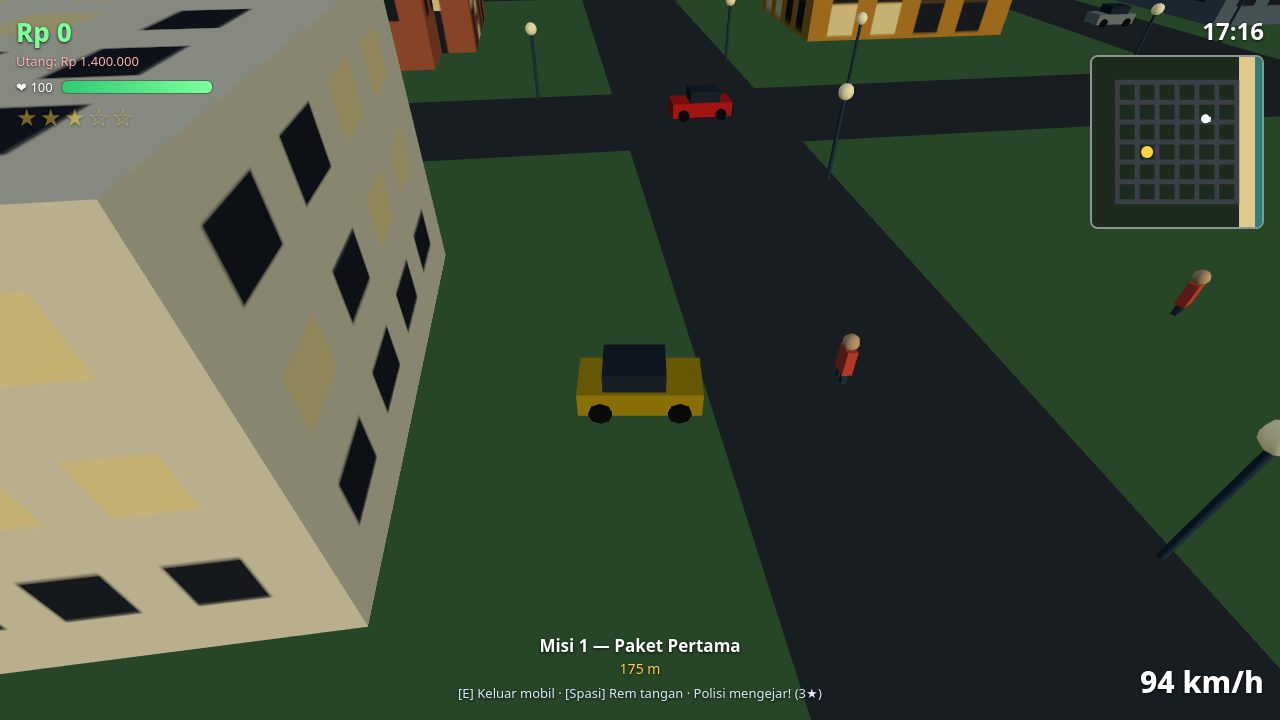 Rp 0
17:16
Utang: Rp 1.400.000
❤ 100
★★★☆☆
Misi 1 — Paket Pertama
175 m
94 km/h
[E] Keluar mobil · [Spasi] Rem tangan · Polisi mengejar! (3★)